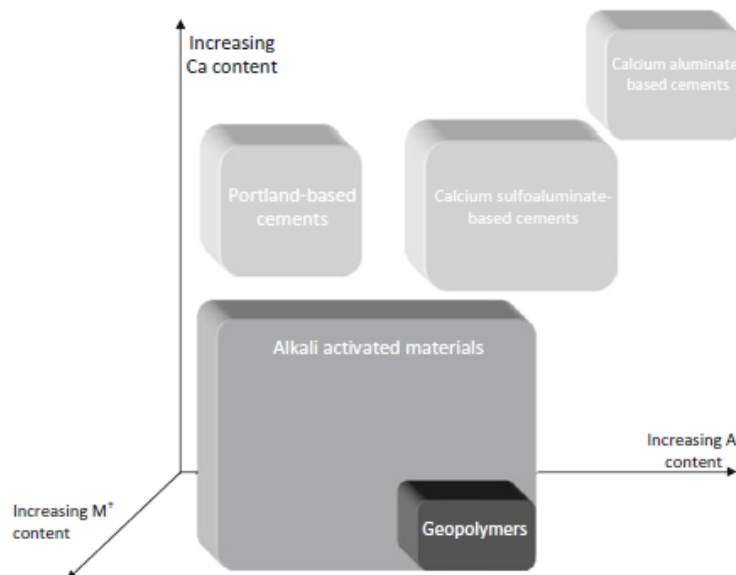 Increasing
Ca content
Calcium aluminate
based cements
Portland-based
cements
Calcium sulfoaluminate-
based cements
Alkali activated materials
Increasing A
content
Increasing M⁺
content
Geopolymers